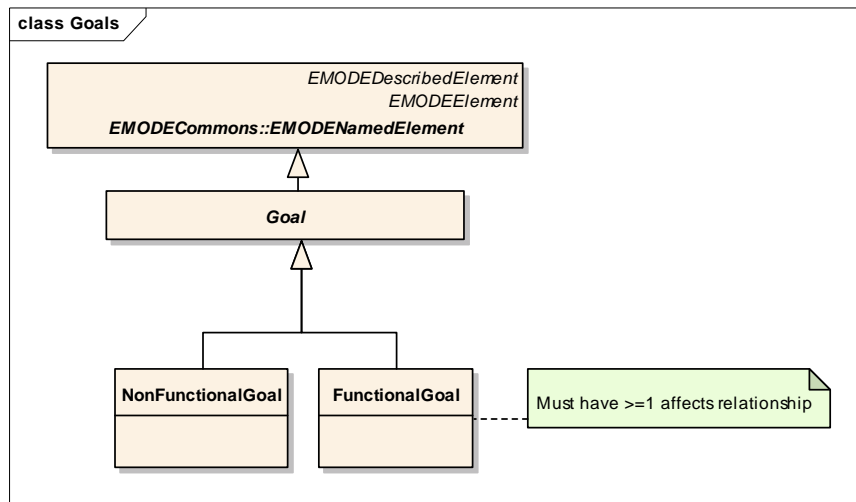 class Goals
EMODEDescribedElement
EMODEElement
EMODECommons::EMODENamedElement
Goal
NonFunctionalGoal
FunctionalGoal
Must have >=1 affects relationship